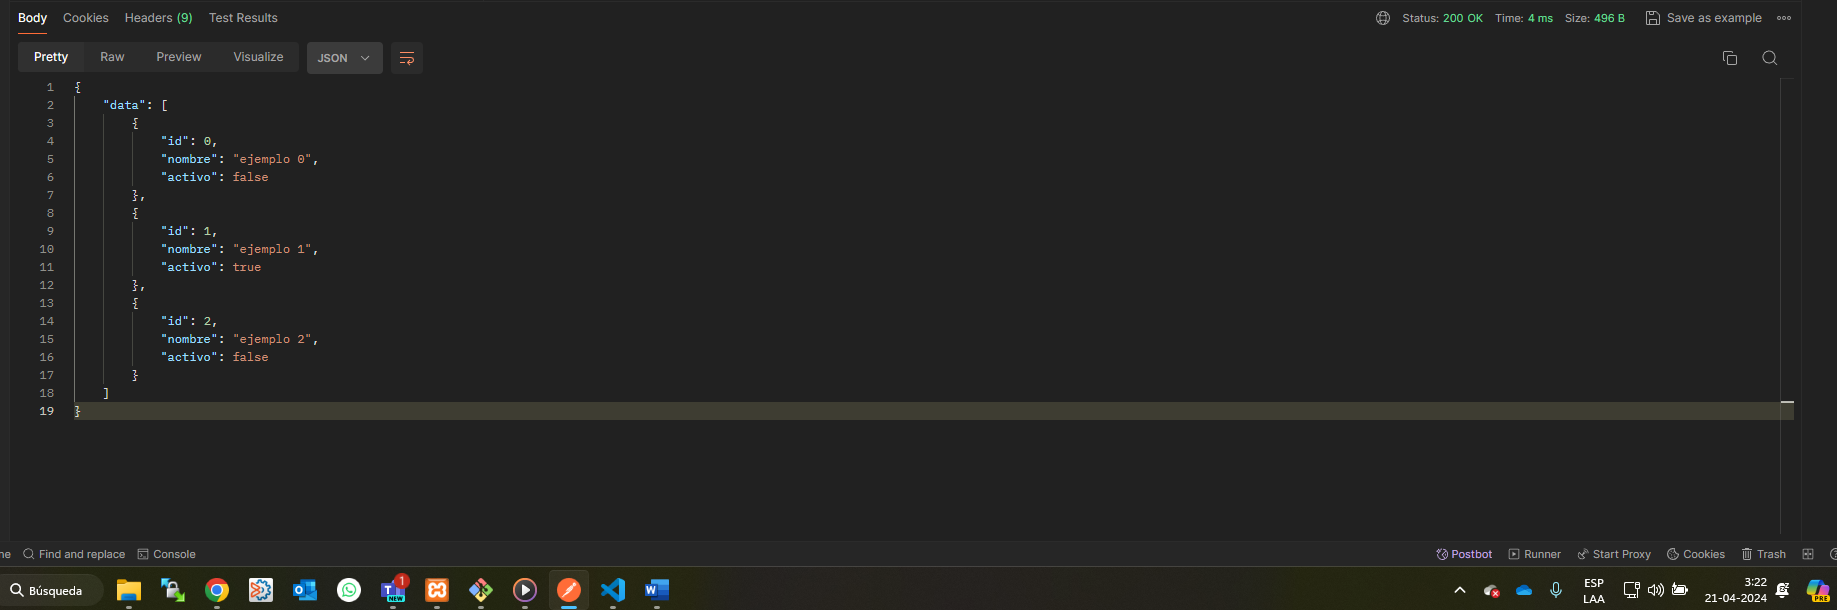 Body Cookies Headers (9) Test Results Status: 200 OK Time: 4 ms Size: 496 B Save as example
Pretty Raw Preview Visualize JSON
1 {
2 "data": [
3 {
4 "id": 0,
5 "nombre": "ejemplo 0",
6 "activo": false
7 },
8 {
9 "id": 1,
10 "nombre": "ejemplo 1",
11 "activo": true
12 },
13 {
14 "id": 2,
15 "nombre": "ejemplo 2",
16 "activo": false
17 }
18 ]
19 }
ne Find and replace Console Postbot Runner Start Proxy Cookies Trash
Búsqueda T NEW 1 W ESP 3:22 PRE
LAA 21-04-2024